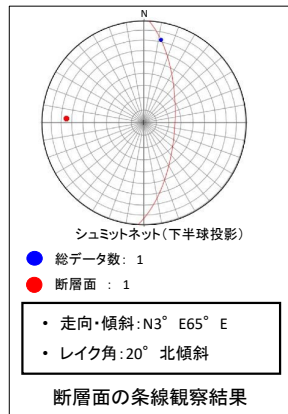 N
シュミットネット(下半球投影)
総データ数: 1
断層面 : 1
• 走向・傾斜:N3° E65° E
• レイク角:20° 北傾斜
断層面の条線観察結果